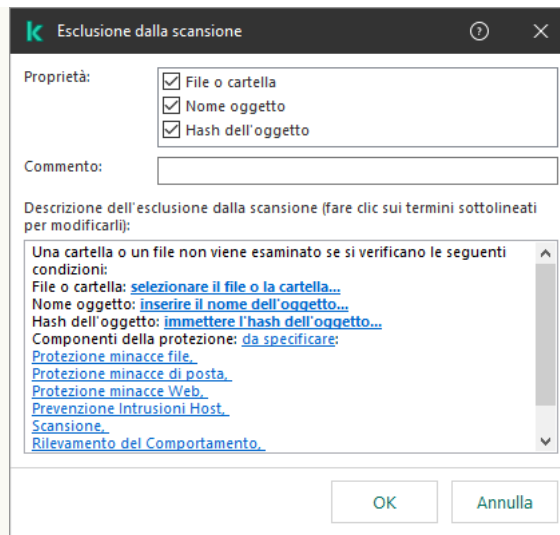 Esclusione dalla scansione
Proprietà:
File o cartella
Nome oggetto
Hash dell'oggetto
Commento:
Descrizione dell'esclusione dalla scansione (fare clic sui termini sottolineati
per modificarli):
Una cartella o un file non viene esaminato se si verificano le seguenti
condizioni:
File o cartella: selezionare il file o la cartella...
Nome oggetto: inserire il nome dell'oggetto...
Hash dell'oggetto: immettere l'hash dell'oggetto...
Componenti della protezione: da specificare:
Protezione minacce file,
Protezione minacce di posta,
Protezione minacce Web,
Prevenzione Intrusioni Host,
Scansione,
Rilevamento del Comportamento,
OK
Annulla